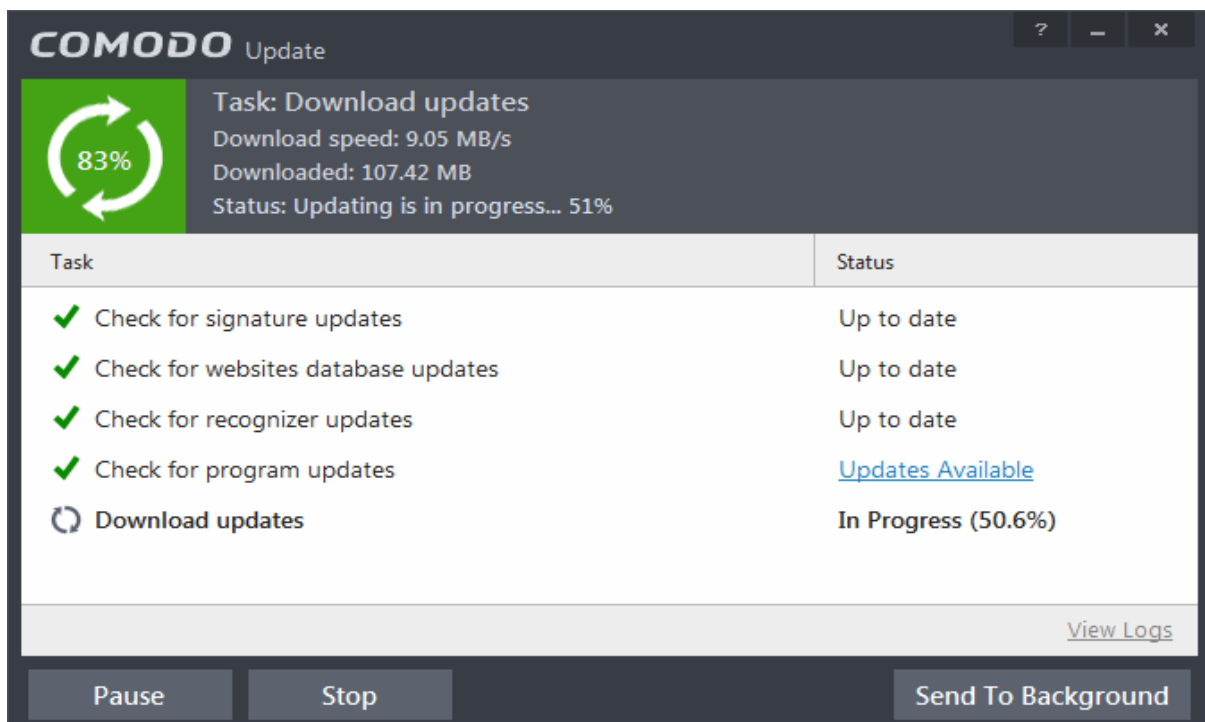 COMODO Update
? _ ×
83%
Task: Download updates
Download speed: 9.05 MB/s
Downloaded: 107.42 MB
Status: Updating is in progress... 51%
Task Status
Check for signature updates Up to date
Check for websites database updates Up to date
Check for recognizer updates Up to date
Check for program updates Updates Available
Download updates In Progress (50.6%)
View Logs
Pause Stop Send To Background